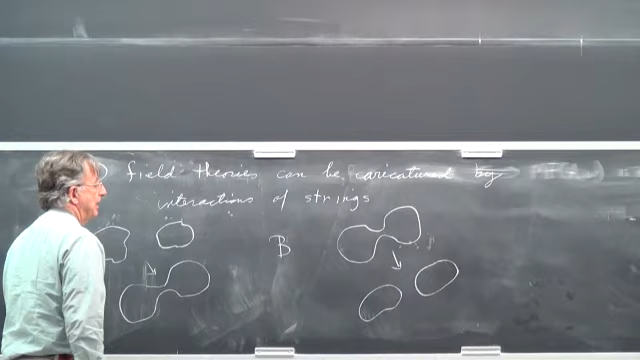 ) field theories can be caricatured by
interactions of strings
B